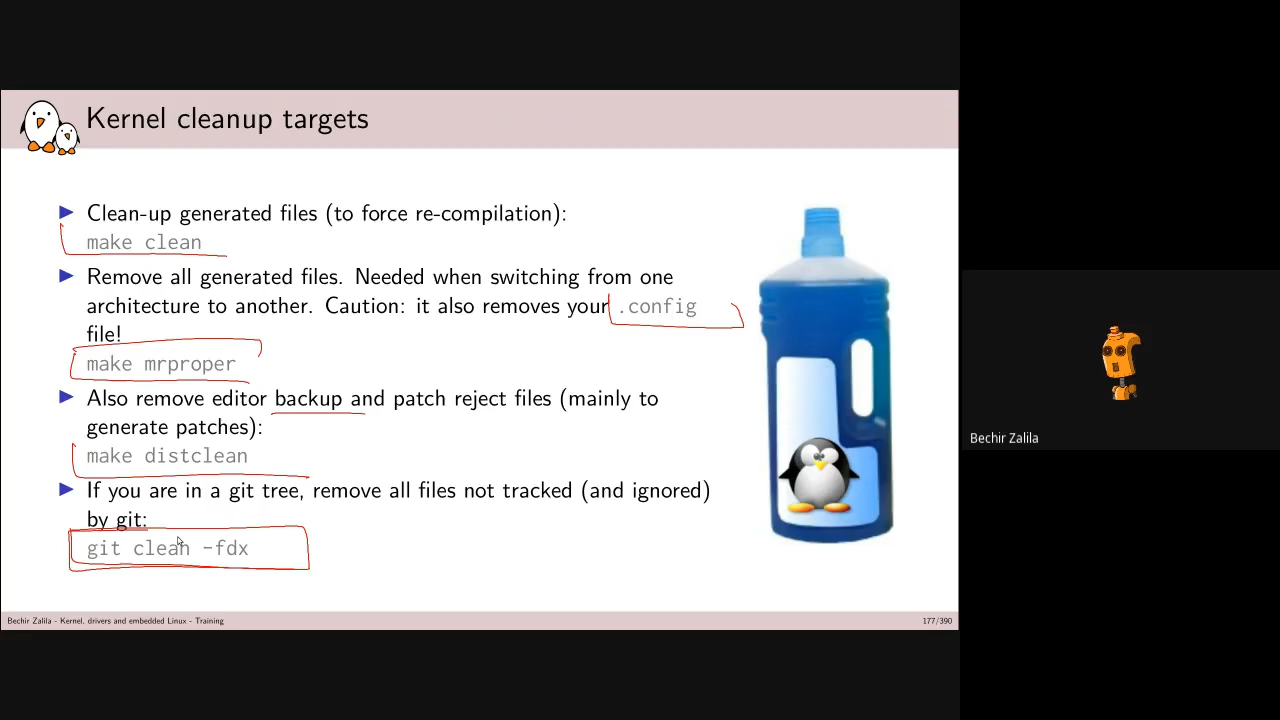 Kernel cleanup targets
Clean-up generated files (to force re-compilation):
make clean
Remove all generated files. Needed when switching from one
architecture to another. Caution: it also removes your .config
file!
make mrproper
Also remove editor backup and patch reject files (mainly to
generate patches):
make distclean
If you are in a git tree, remove all files not tracked (and ignored)
by git:
git clean -fdx
Bechir Zalila - Kernel, drivers and embedded Linux - Training
177/390
Bechir Zalila